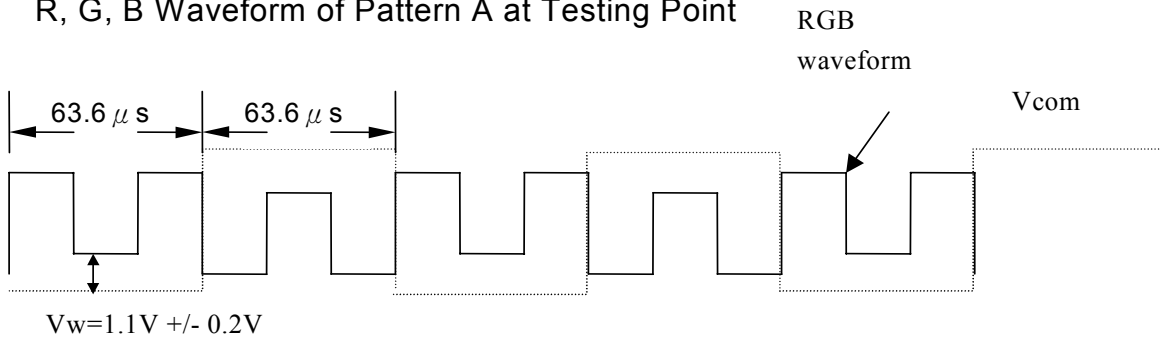 R, G, B Waveform of Pattern A at Testing Point
RGB
waveform
63.6 μ s
63.6 μ s
Vcom
Vw=1.1V +/- 0.2V